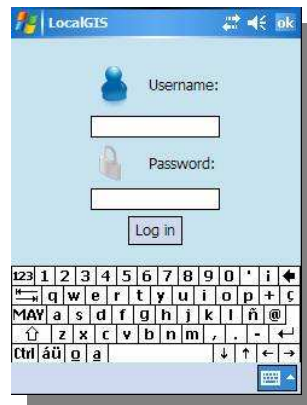 LocalGIS ok
Username:
Password:
Log in
123 1 2 3 4 5 6 7 8 9 0 ' ¡
q w e r t y u i o p + ç
MAY a s d f g h j k l ñ @
z x c v b n m , . -
Ctrl áü º ª